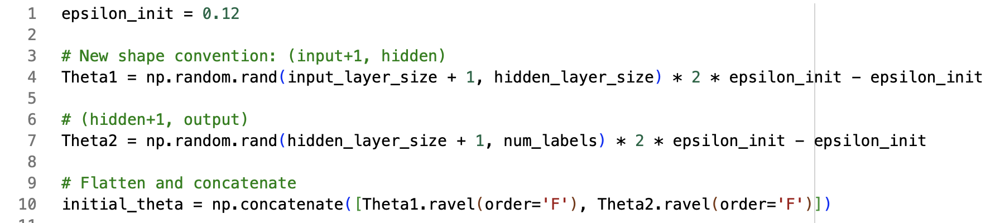 1 epsilon_init = 0.12
2
3 # New shape convention: (input+1, hidden)
4 Theta1 = np.random.rand(input_layer_size + 1, hidden_layer_size) * 2 * epsilon_init - epsilon_init
5
6 # (hidden+1, output)
7 Theta2 = np.random.rand(hidden_layer_size + 1, num_labels) * 2 * epsilon_init - epsilon_init
8
9 # Flatten and concatenate
10 initial_theta = np.concatenate([Theta1.ravel(order='F'), Theta2.ravel(order='F')])
11